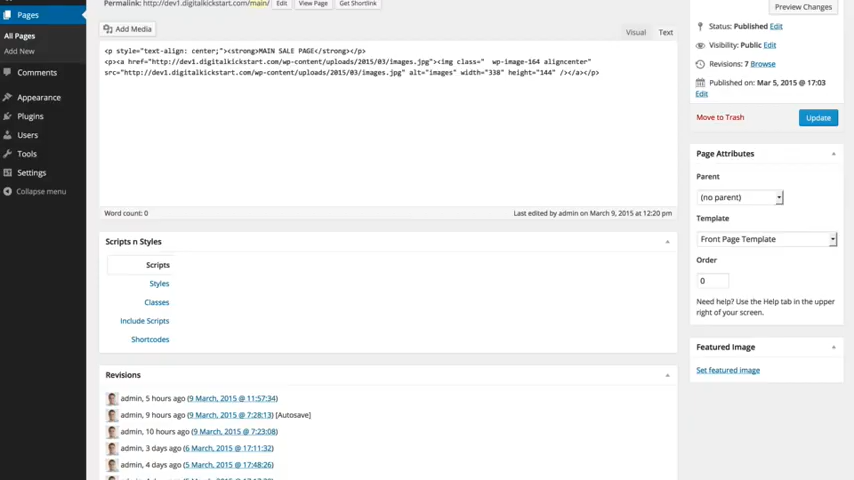 Permalink: http://dev1.digitalkickstart.com/main/ Edit View Page Get Shortlink
Preview Changes
Pages
All Pages
Add New
Comments
Appearance
Plugins
Users
Tools
Settings
Collapse menu
Add Media
Visual Text
<p style="text-align: center;"><strong>MAIN SALE PAGE</strong></p>
<p><a href="http://dev1.digitalkickstart.com/wp-content/uploads/2015/03/images.jpg"><img class="  wp-image-164 aligncenter"
src="http://dev1.digitalkickstart.com/wp-content/uploads/2015/03/images.jpg" alt="images" width="338" height="144" /></a></p>
Word count: 0
Last edited by admin on March 9, 2015 at 12:20 pm
Scripts n Styles
Scripts
Styles
Classes
Include Scripts
Shortcodes
Revisions
admin, 5 hours ago (9 March, 2015 @ 11:57:34)
admin, 9 hours ago (9 March, 2015 @ 7:28:13) [Autosave]
admin, 10 hours ago (9 March, 2015 @ 7:23:08)
admin, 3 days ago (6 March, 2015 @ 17:11:32)
admin, 4 days ago (5 March, 2015 @ 17:48:26)
Status: Published Edit
Visibility: Public Edit
Revisions: 7 Browse
Published on: Mar 5, 2015 @ 17:03
Edit
Move to Trash
Update
Page Attributes
Parent
(no parent)
Template
Front Page Template
Order
0
Need help? Use the Help tab in the upper
right of your screen.
Featured Image
Set featured image